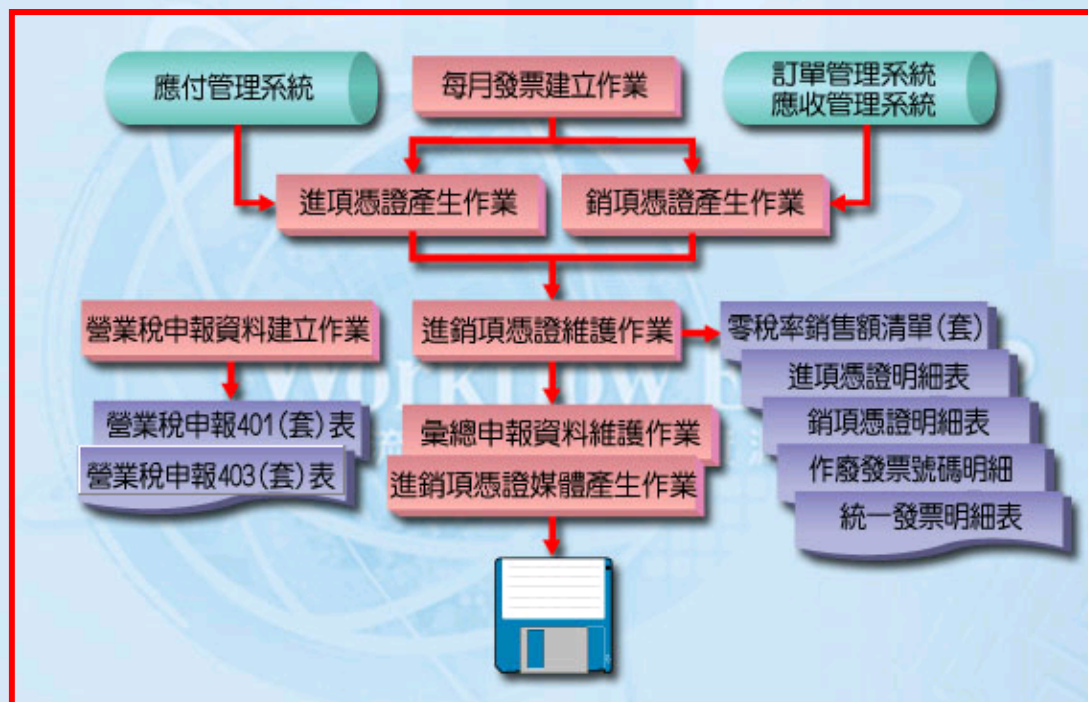 應付管理系統
每月發票建立作業
訂單管理系統
應收管理系統
進項憑證產生作業
銷項憑證產生作業
營業稅申報資料建立作業
進銷項憑證維護作業
零稅率銷售額清單(套)
進項憑證明細表
營業稅申報401(套)表
彙總申報資料維護作業
銷項憑證明細表
營業稅申報403(套)表
進銷項憑證媒體產生作業
作廢發票號碼明細
統一發票明細表
Workflow